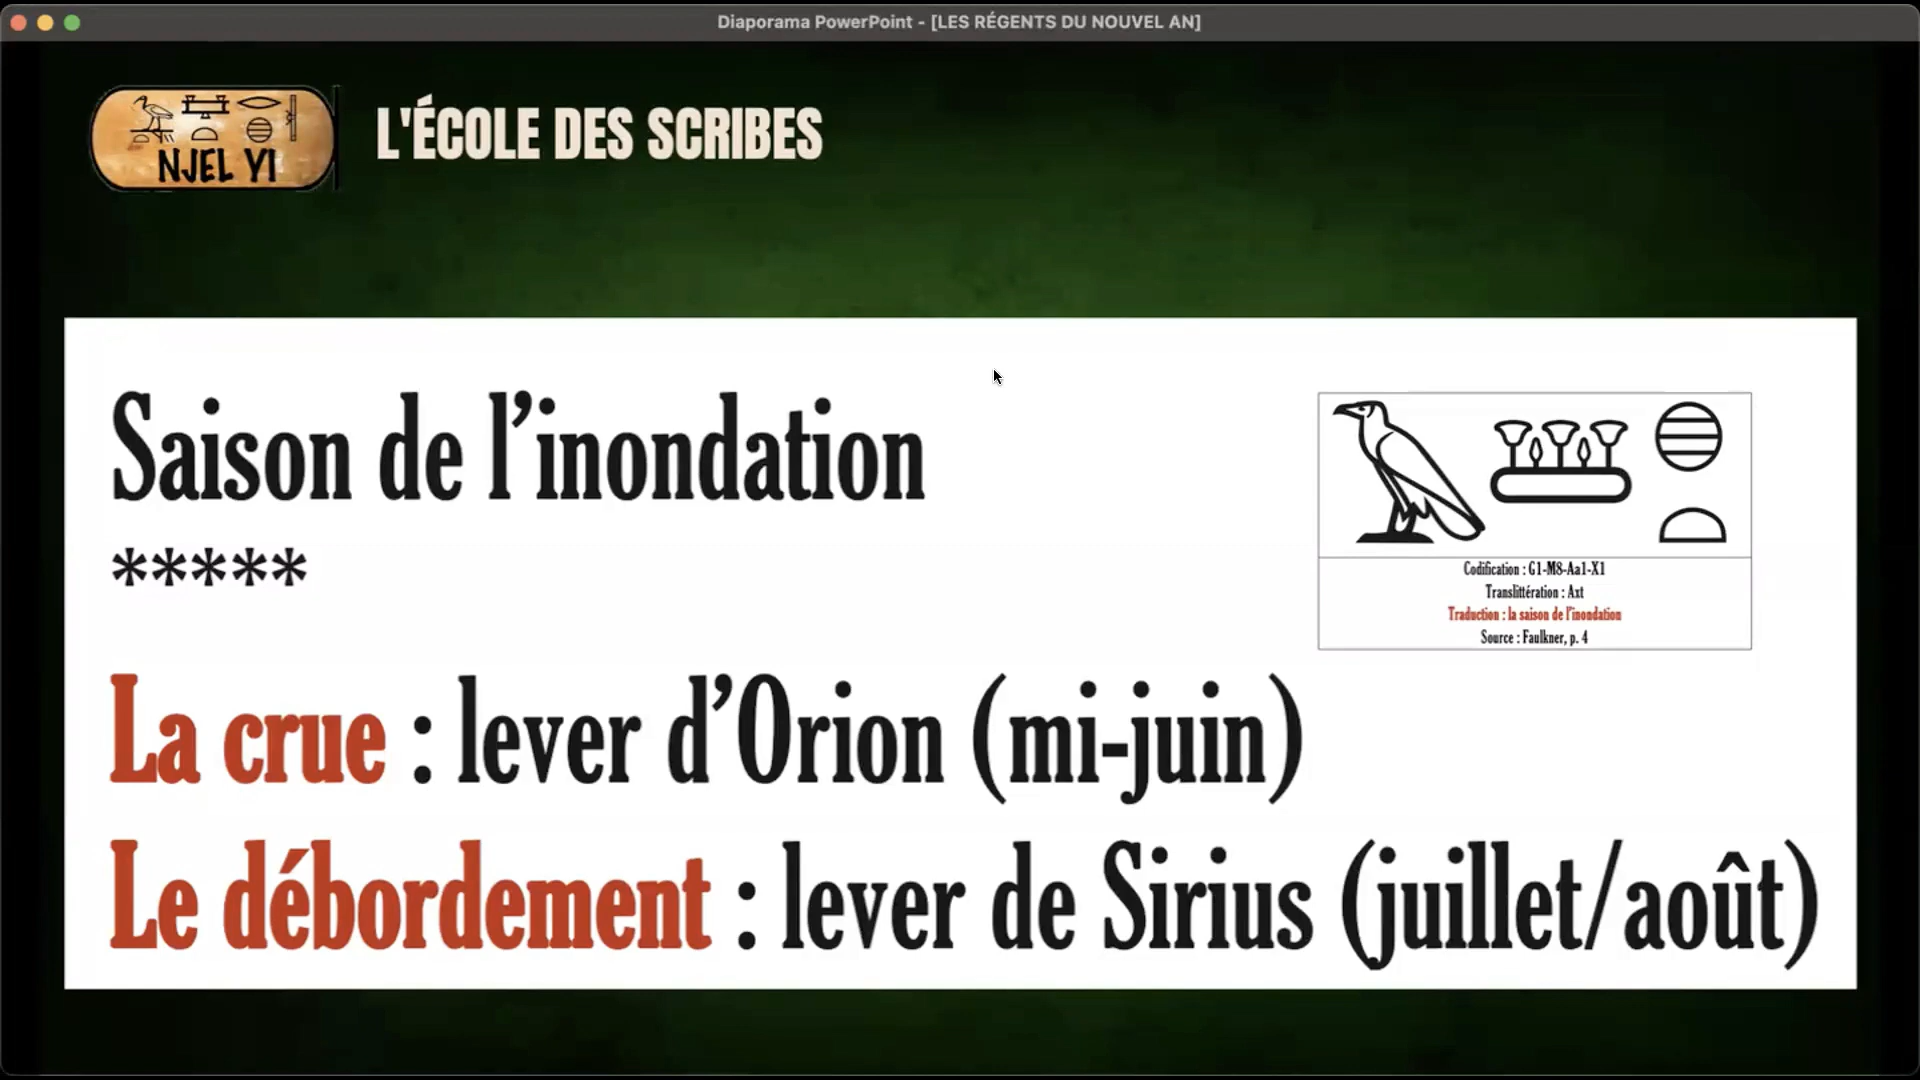 Diaporama PowerPoint - [LES RÉGENTS DU NOUVEL AN]
NJEL YI
L'ÉCOLE DES SCRIBES
Saison de l’inondation
*****
Codification : G1-M8-Aa1-X1
Translittération : Axt
Traduction : la saison de l’inondation
Source : Faulkner, p. 4
La crue : lever d’Orion (mi-juin)
Le débordement : lever de Sirius (juillet/août)